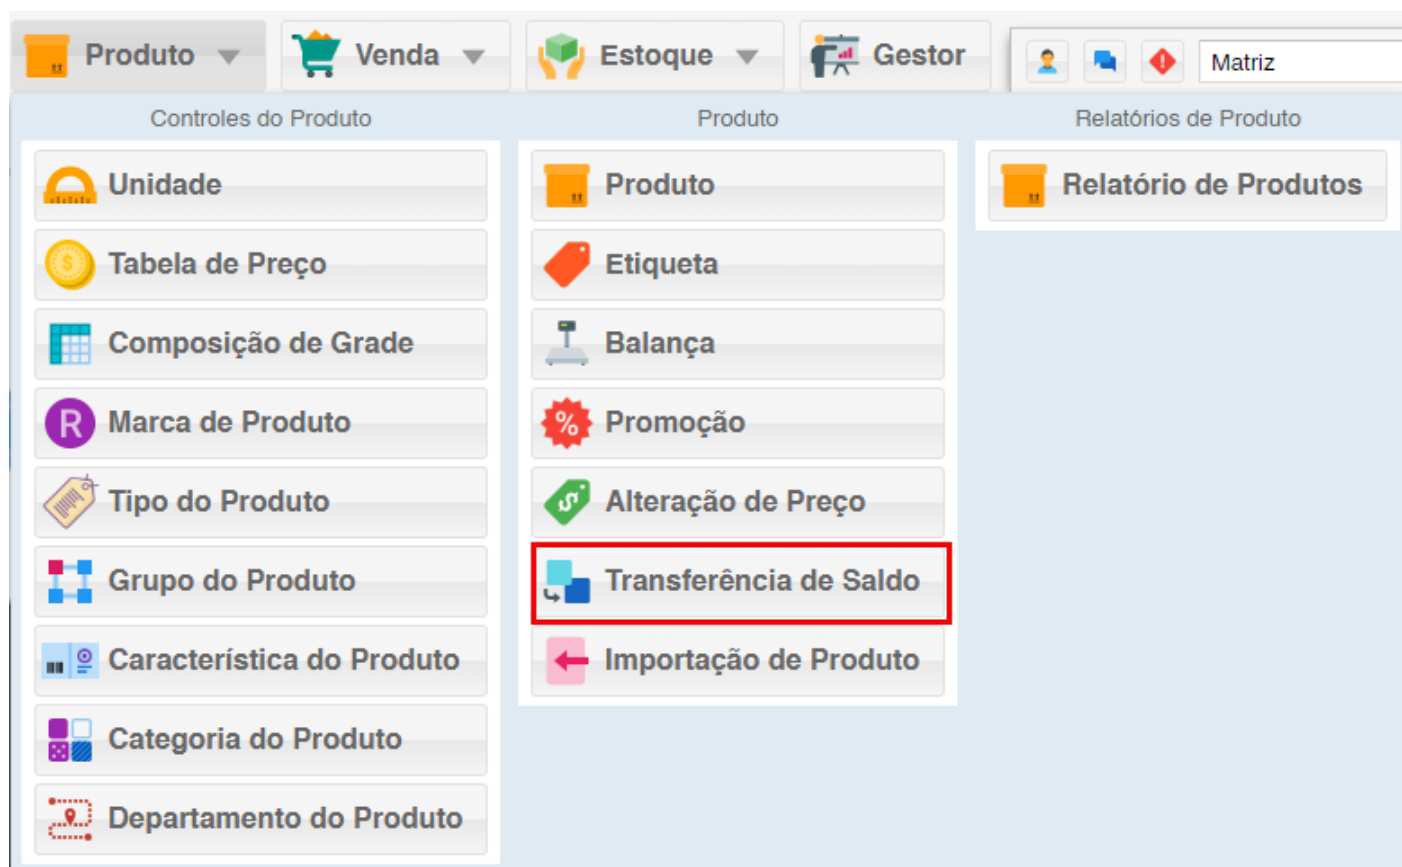 Produto
Venda
Estoque
Gestor
Matriz
Controles do Produto
Unidade
Tabela de Preço
Composição de Grade
R
Marca de Produto
Tipo do Produto
Grupo do Produto
Característica do Produto
Categoria do Produto
Departamento do Produto
Produto
Produto
Etiqueta
Balança
%
Promoção
Alteração de Preço
Transferência de Saldo
Importação de Produto
Relatórios de Produto
Relatório de Produtos